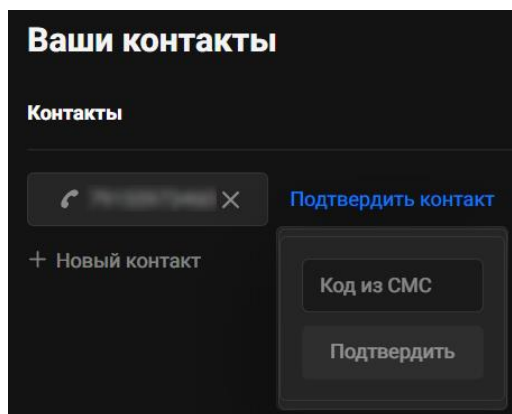 Ваши контакты
Контакты
Подтвердить контакт
+ Новый контакт
Код из СМС
Подтвердить